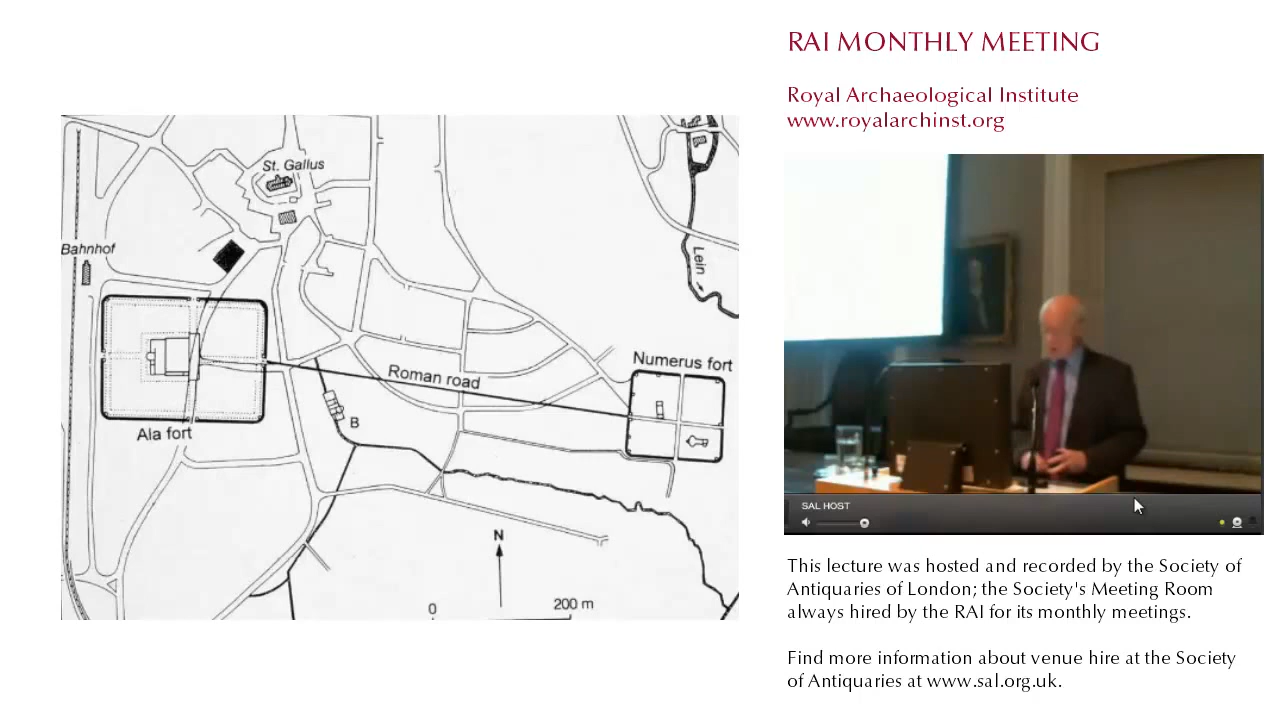 RAI MONTHLY MEETING
Royal Archaeological Institute
www.royalarchinst.org
St. Gallus
Bahnhof
Lein
Numerus fort
Roman road
B
Ala fort
N
0
200 m
SAL HOST
This lecture was hosted and recorded by the Society of
Antiquaries of London; the Society's Meeting Room
always hired by the RAI for its monthly meetings.
Find more information about venue hire at the Society
of Antiquaries at www.sal.org.uk.